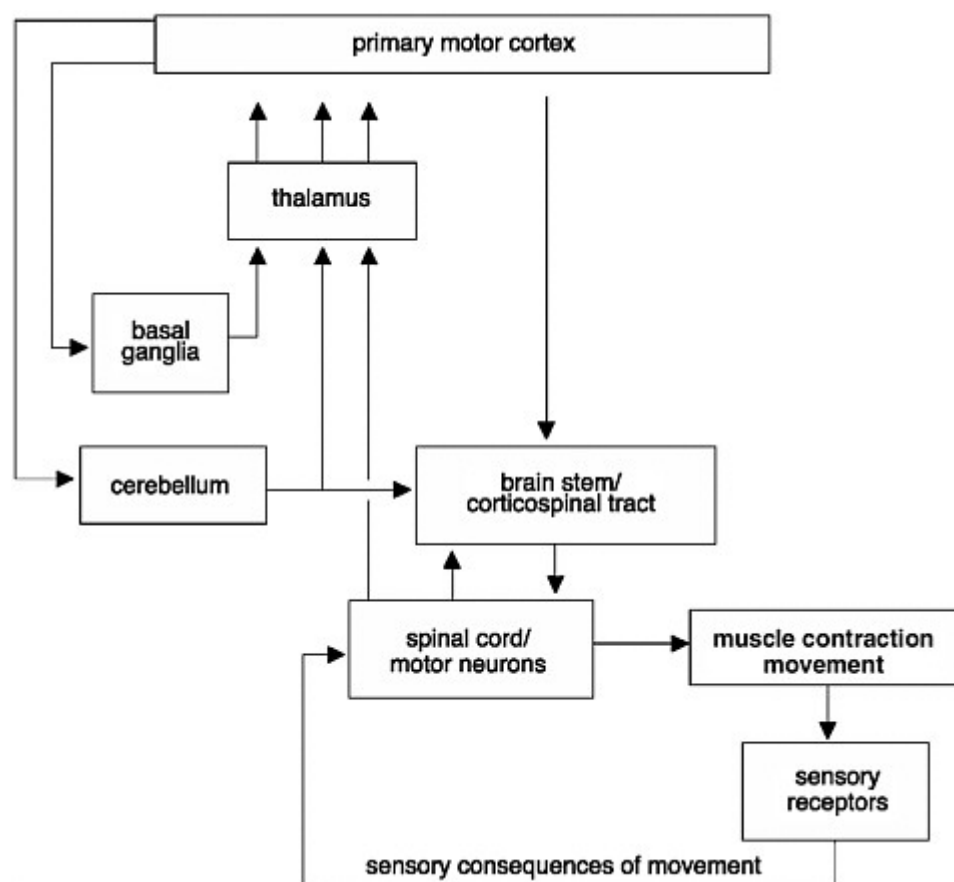 primary motor cortex
thalamus
basal
ganglia
cerebellum
brain stem/
corticospinal tract
spinal cord/
motor neurons
muscle contraction
movement
sensory
receptors
sensory consequences of movement